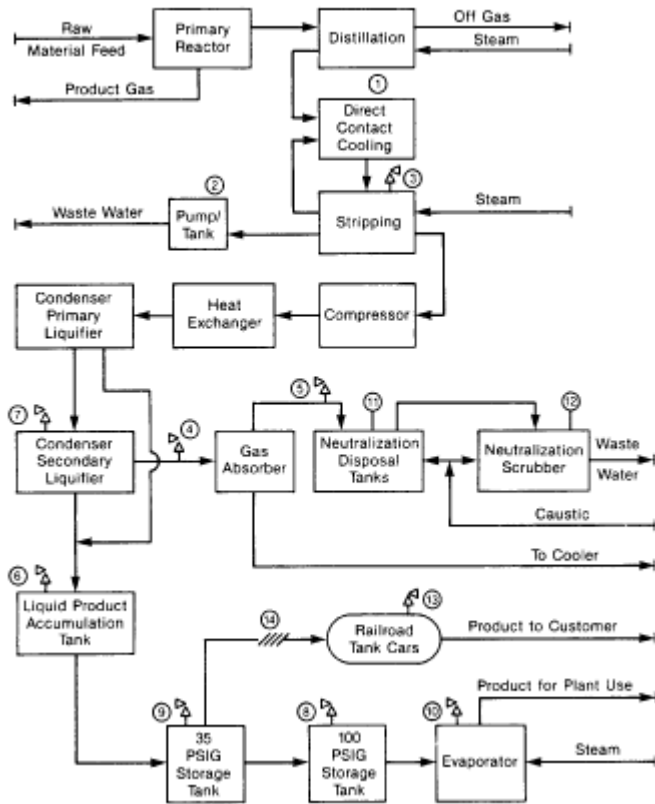 Raw
Material Feed
Primary
Reactor
Distillation
Off Gas
Steam
Product Gas
1
Direct
Contact
Cooling
2
3
Waste Water
Pump/
Tank
Stripping
Steam
Condenser
Primary
Liquifier
Heat
Exchanger
Compressor
7
4
5
11
12
Condenser
Secondary
Liquifier
Gas
Absorber
Neutralization
Disposal
Tanks
Neutralization
Scrubber
Waste
Water
Caustic
To Cooler
6
Liquid Product
Accumulation
Tank
14
13
Railroad
Tank Cars
Product to Customer
Product for Plant Use
9
8
10
35
PSIG
Storage
Tank
100
PSIG
Storage
Tank
Evaporator
Steam